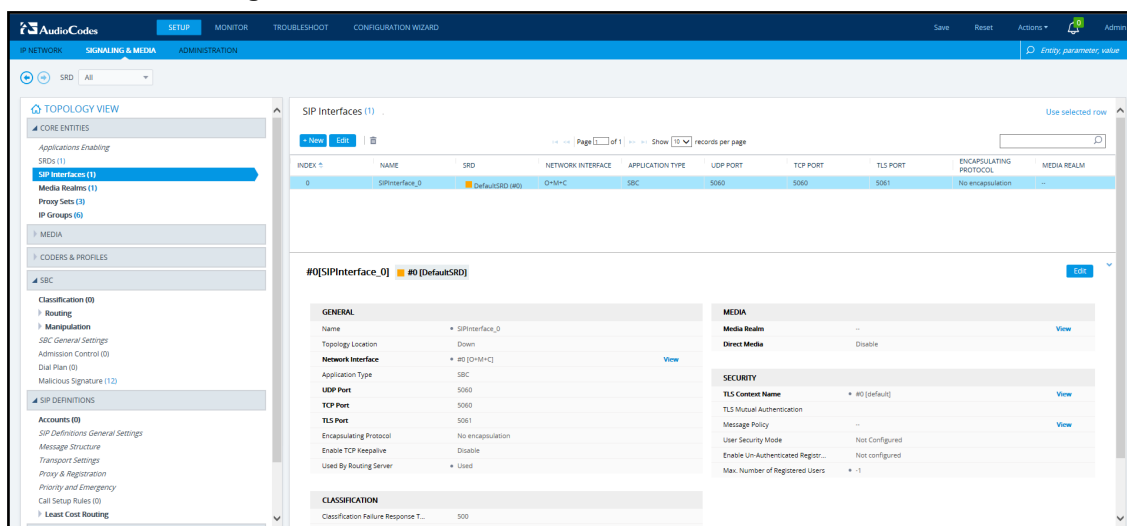 AudioCodes SETUP MONITOR TROUBLESHOOT CONFIGURATION WIZARD Save Reset Actions 0 Admin
IP NETWORK SIGNALING & MEDIA ADMINISTRATION Entity, parameter, value
SRD All
TOPOLOGY VIEW
CORE ENTITIES
Applications Enabling
SRDs (1)
SIP Interfaces (1)
Media Realms (1)
Proxy Sets (3)
IP Groups (6)
MEDIA
CODERS & PROFILES
SBC
Classification (0)
Routing
Manipulation
SBC General Settings
Admission Control (0)
Dial Plan (0)
Malicious Signature (12)
SIP DEFINITIONS
Accounts (0)
SIP Definitions General Settings
Message Structure
Transport Settings
Proxy & Registration
Priority and Emergency
Call Setup Rules (0)
Least Cost Routing
SIP Interfaces (1) Use selected row
+ New Edit Page 1 of 1 Show 10 records per page
INDEX NAME SRD NETWORK INTERFACE APPLICATION TYPE UDP PORT TCP PORT TLS PORT ENCAPSULATING PROTOCOL MEDIA REALM
0 SIPInterface_0 DefaultSRD (#0) O+M+C SBC 5060 5060 5061 No encapsulation --
#0[SIPInterface_0] #0 [DefaultSRD] Edit
GENERAL
Name SIPInterface_0
Topology Location Down
Network Interface #0 [O+M+C] View
Application Type SBC
UDP Port 5060
TCP Port 5060
TLS Port 5061
Encapsulating Protocol No encapsulation
Enable TCP Keepalive Disable
Used By Routing Server Used
CLASSIFICATION
Classification Failure Response T... 500
MEDIA
Media Realm -- View
Direct Media Disable
SECURITY
TLS Context Name #0 [default] View
TLS Mutual Authentication
Message Policy -- View
User Security Mode Not Configured
Enable Un-Authenticated Registr... Not configured
Max. Number of Registered Users -1